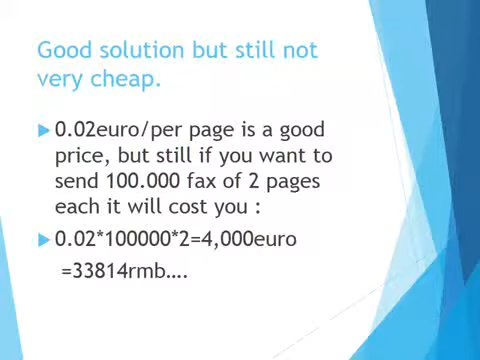 Good solution but still not
very cheap.
0.02euro/per page is a good
price, but still if you want to
send 100.000 fax of 2 pages
each it will cost you :
0.02*100000*2=4,000euro
=33814rmb....